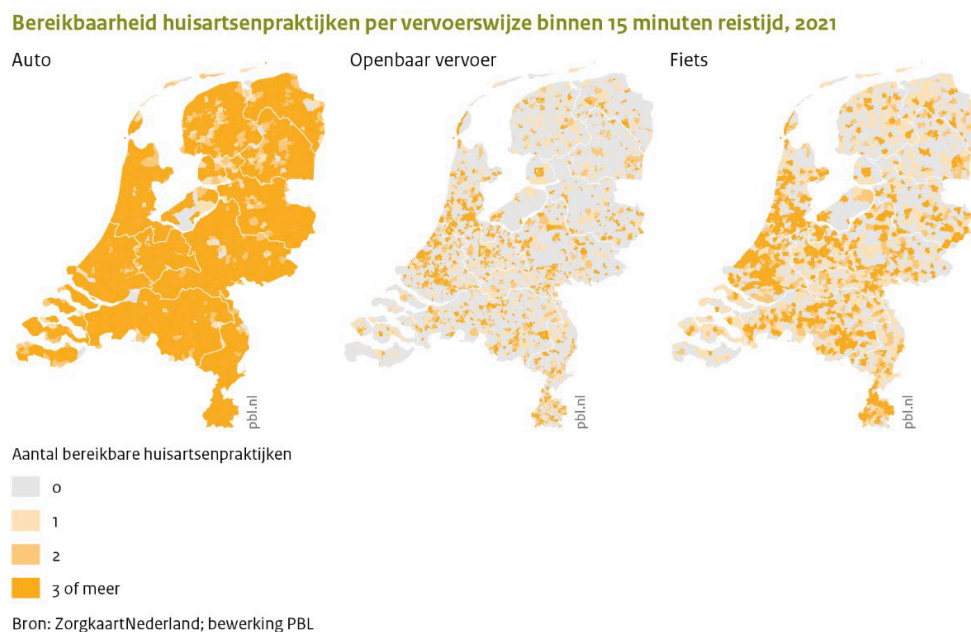 Bereikbaarheid huisartsenpraktijken per vervoerswijze binnen 15 minuten reistijd, 2021
Auto
Openbaar vervoer
Fiets
pbl.nl
pbl.nl
pbl.nl
Aantal bereikbare huisartsenpraktijken
0
1
2
3 of meer
Bron: ZorgkaartNederland; bewerking PBL